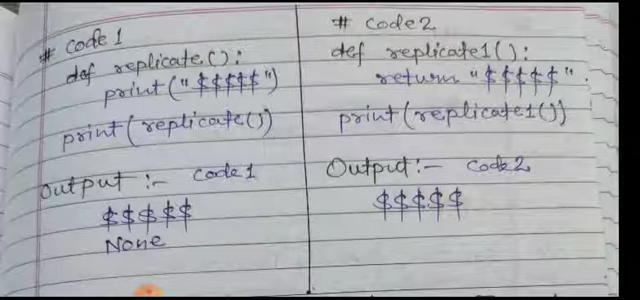 # Code 1
def replicate():
print("$$$$$")
print(replicate())
Output :- Code 1
$$$$$
None
# Code 2
def replicate1():
return "$$$$$".
print(replicate1())
Output :- Code 2
$$$$$